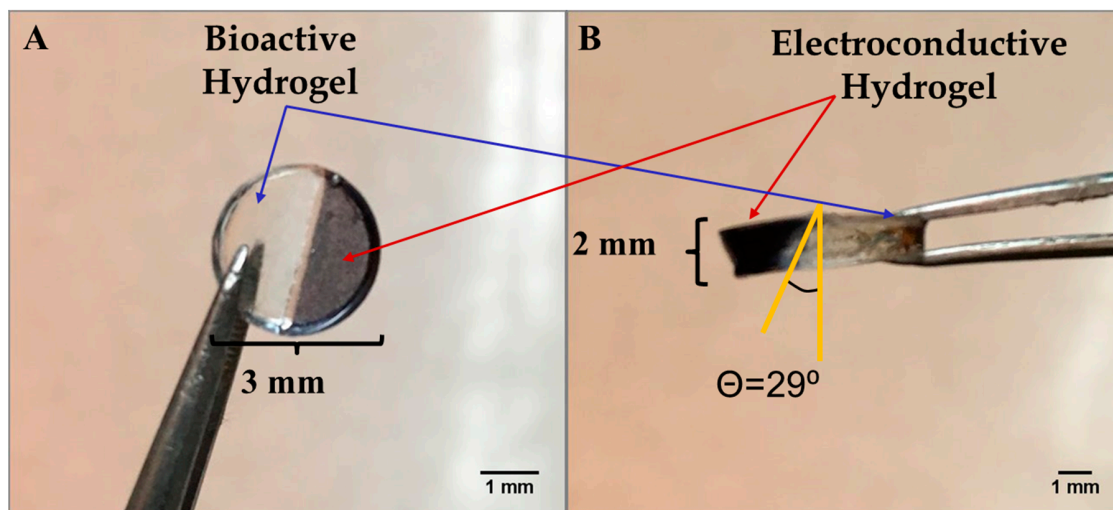 A
Bioactive
Hydrogel
3 mm
1 mm
B
Electroconductive
Hydrogel
2 mm
Θ=29º
1 mm